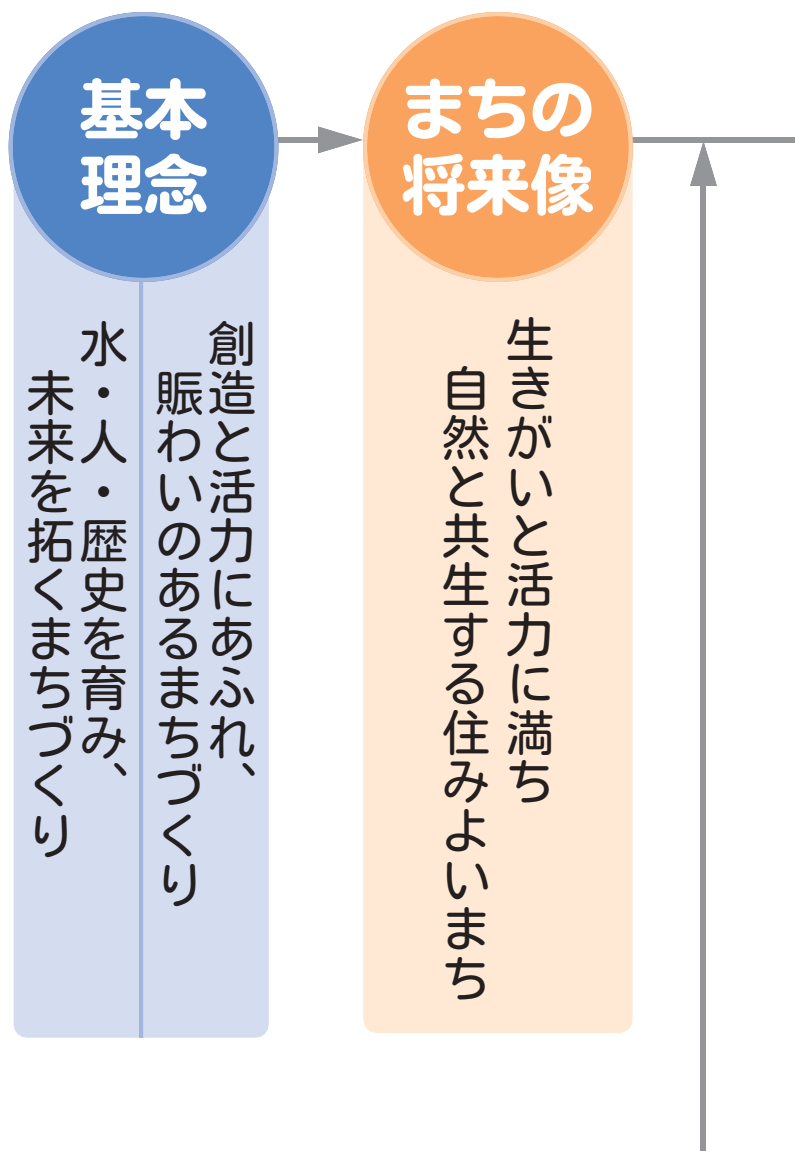 基本
理念
創造と活力にあふれ、
賑わいのあるまちづくり
水・人・歴史を育み、
未来を拓くまちづくり
まちの
将来像
生きがいと活力に満ち
自然と共生する住みよいまち